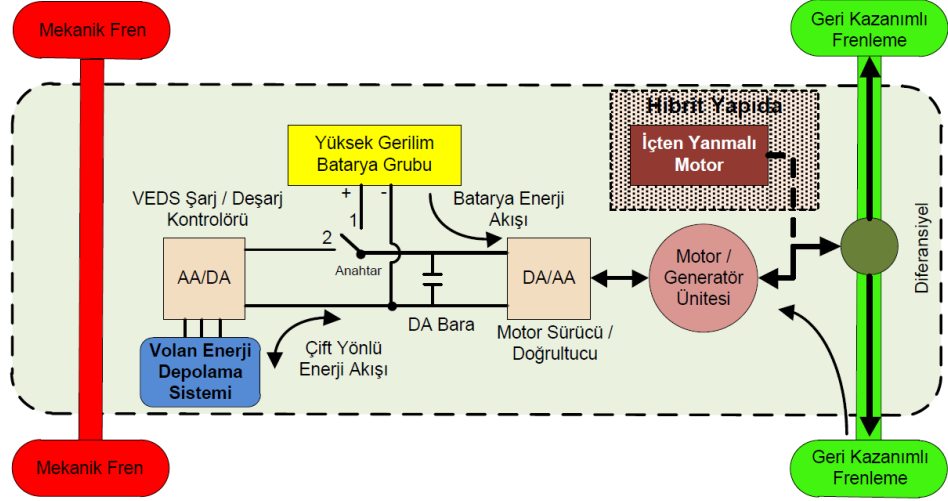 Mekanik Fren
Geri Kazanımlı
Frenleme
Hibrit Yapıda
İçten Yanmalı
Motor
Yüksek Gerilim
Batarya Grubu
+
-
VEDS Şarj / Deşarj
Kontrolörü
Batarya Enerji
Akışı
1
2
Anahtar
AA/DA
DA/AA
Motor /
Generatör
Ünitesi
Diferansiyel
DA Bara
Motor Sürücü /
Doğrultucu
Volan Enerji
Depolama
Sistemi
Çift Yönlü
Enerji Akışı
Mekanik Fren
Geri Kazanımlı
Frenleme